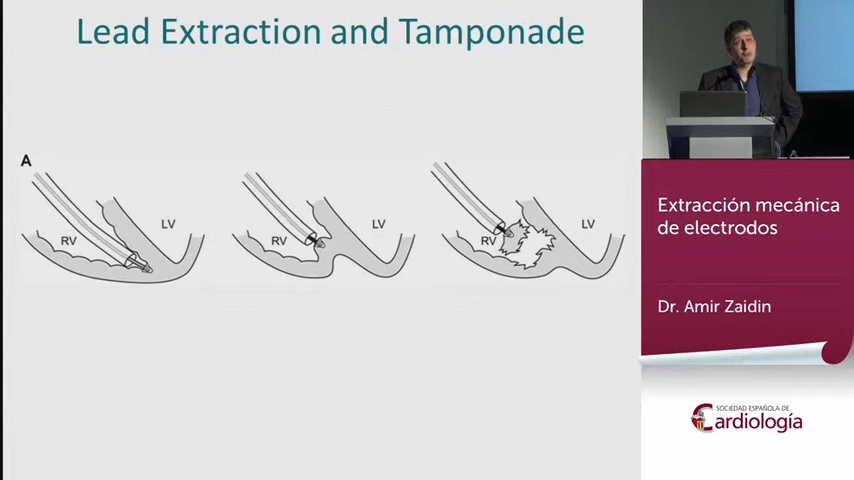 Lead Extraction and Tamponade
A
RV
LV
RV
LV
RV
LV
Extracción mecánica
de electrodos
Dr. Amir Zaidin
SOCIEDAD ESPAÑOLA DE
Cardiología